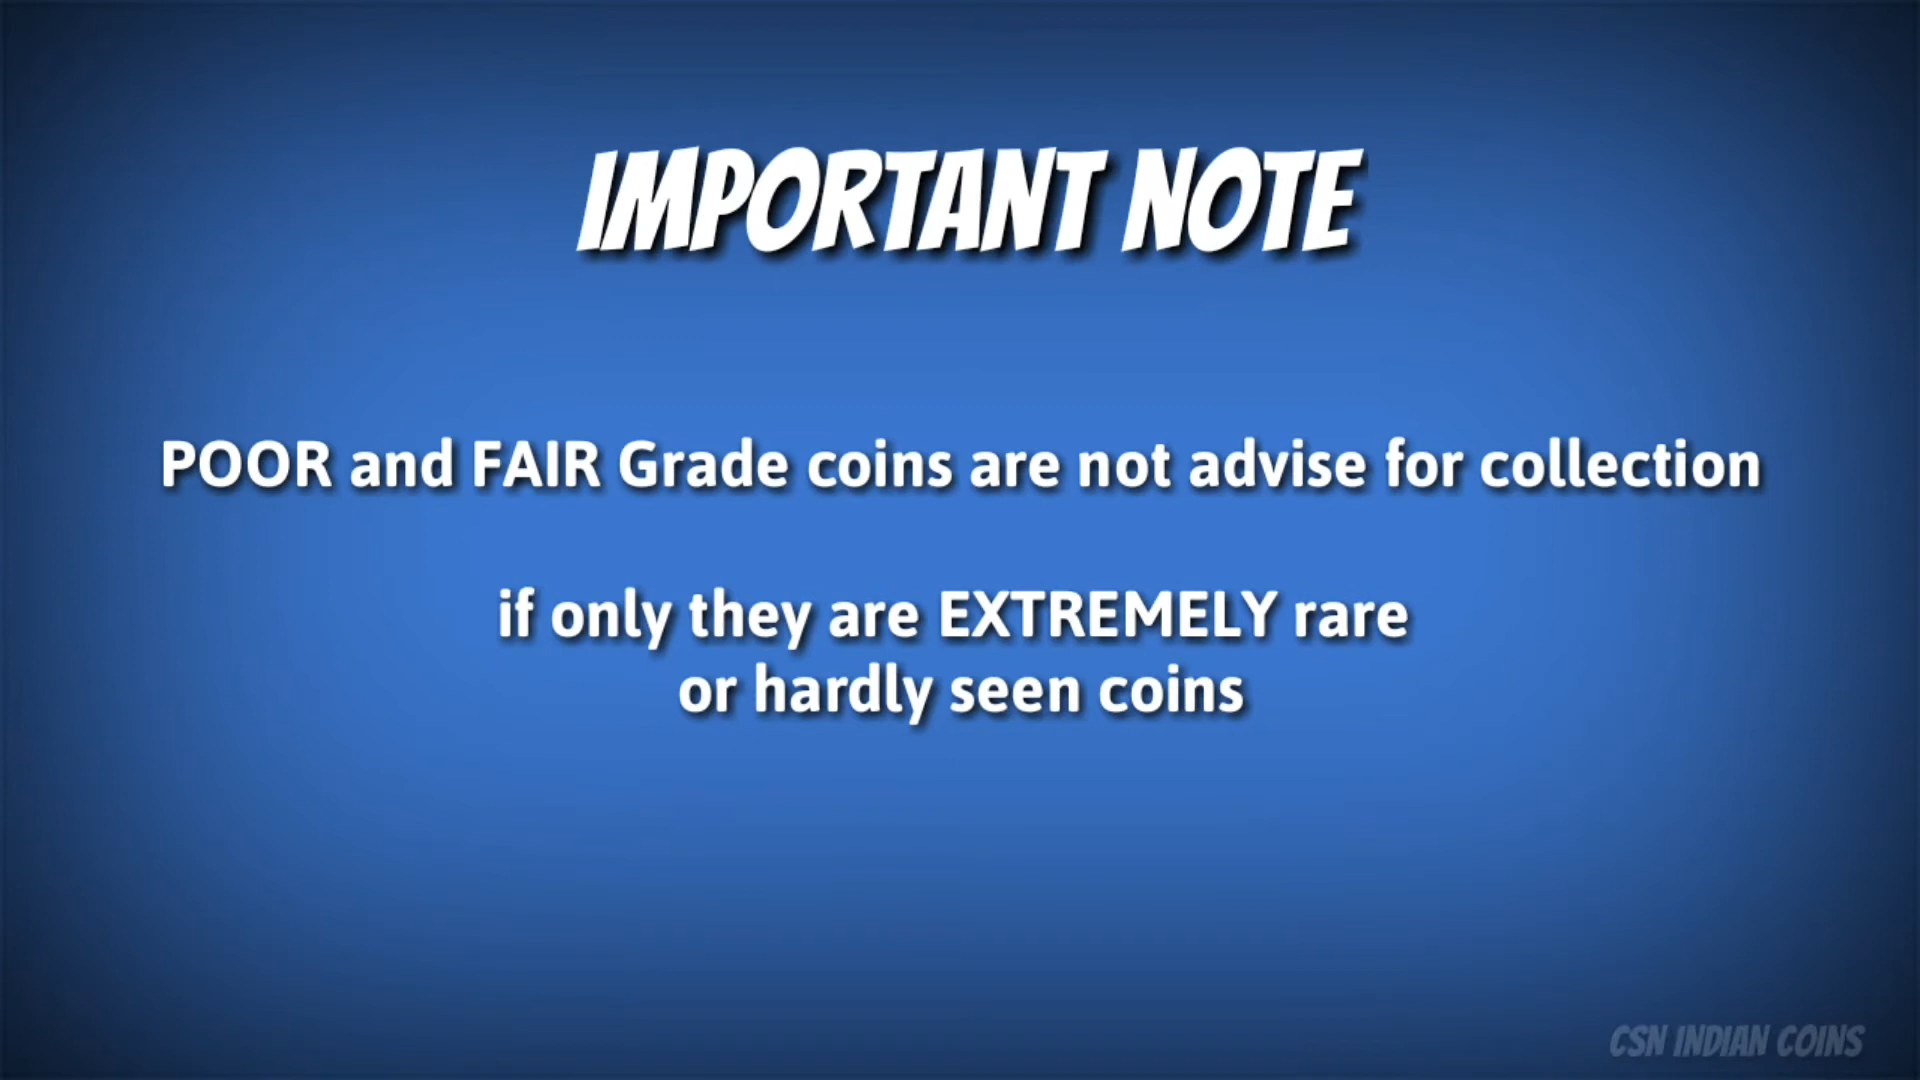 IMPORTANT NOTE
POOR and FAIR Grade coins are not advise for collection
if only they are EXTREMELY rare
or hardly seen coins
CSN INDIAN COINS